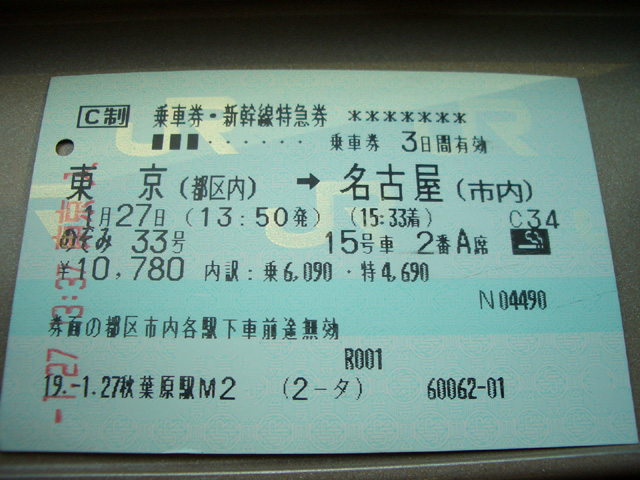 C制 乗車券・新幹線特急券 *******
■■■・・・・・・ 乗車券 3日間有効
東 京(都区内) → 名古屋(市内)
1月27日 (13:50発) (15:33着) C34
のぞみ 33号 15号車 2番A席
¥10,780 内訳:乗6,090・特4,690
N04490
券面の都区市内各駅下車前途無効
R001
19.-1.27秋葉原駅M2 (2-タ) 60062-01